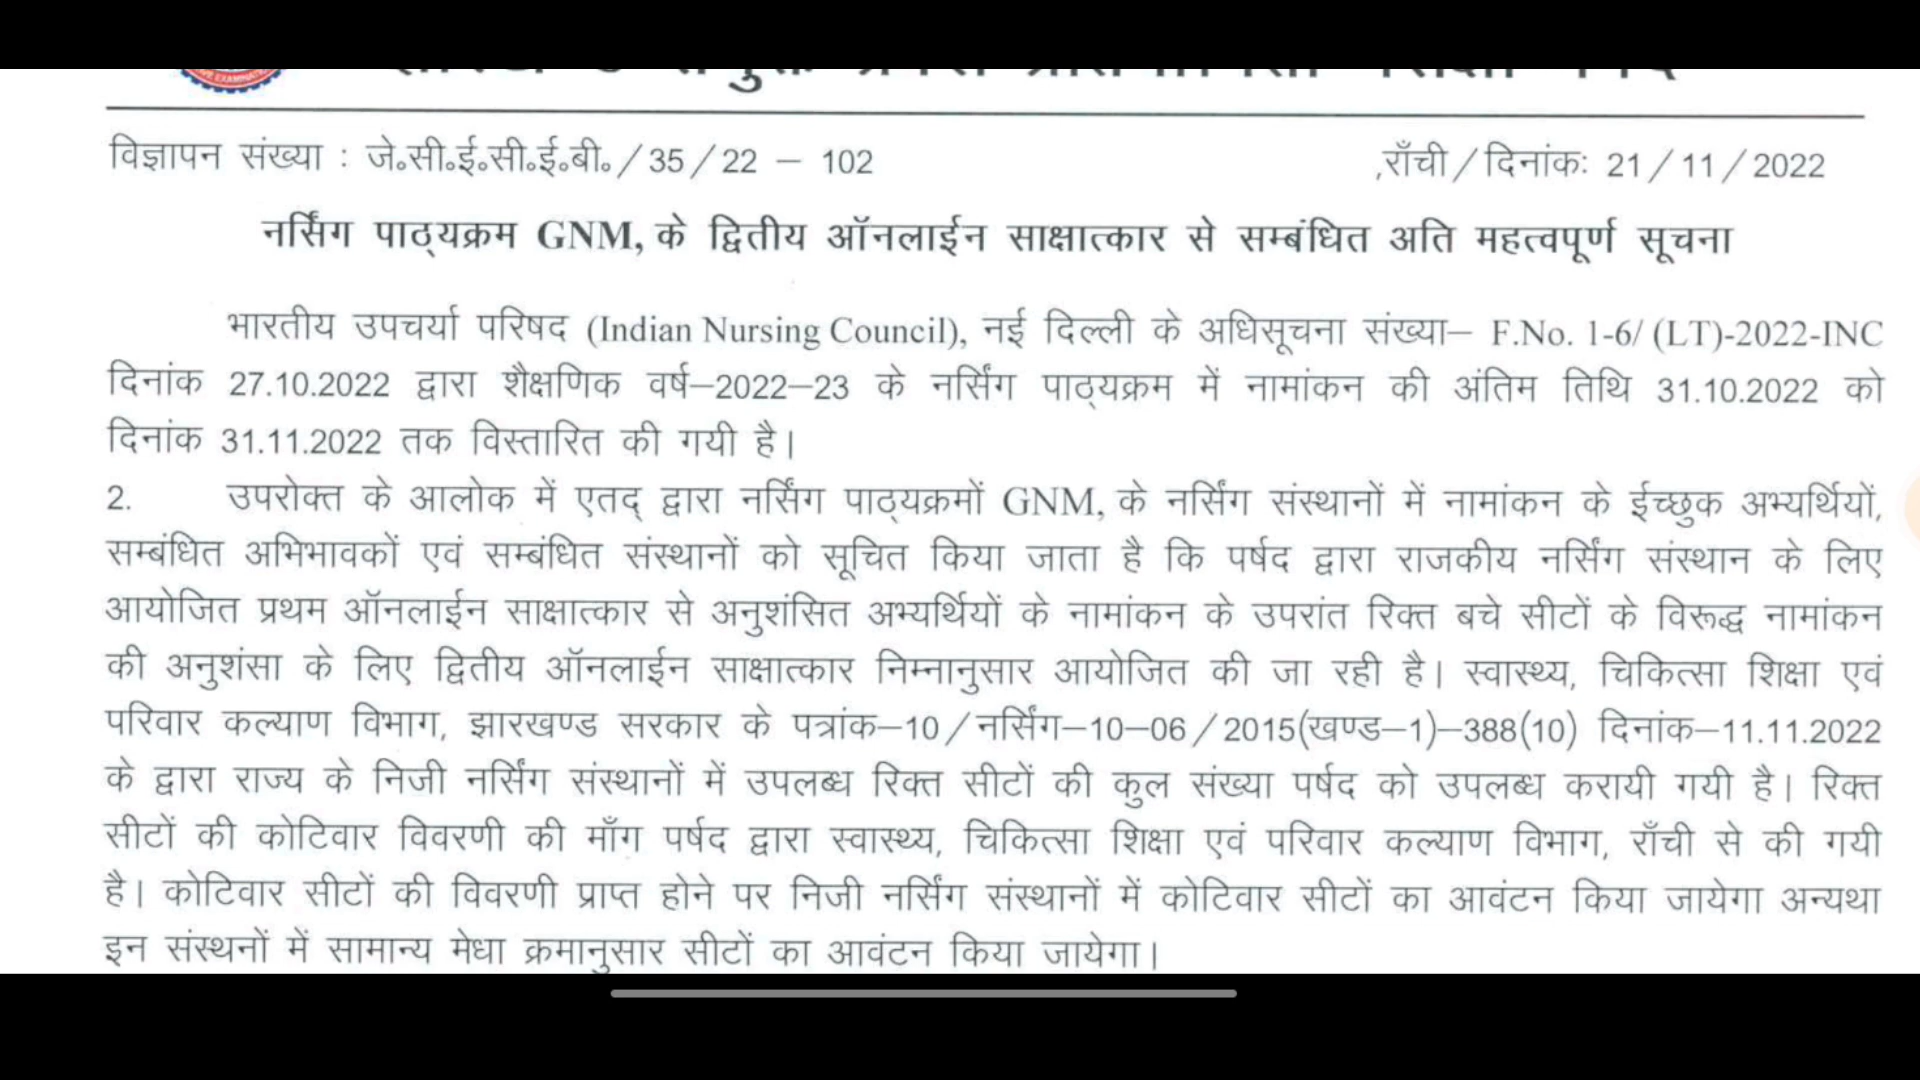 विज्ञापन संख्या : जे॰सी॰ई॰सी॰ई॰बी॰/35/22 – 102 ,राँची/दिनांक: 21/11/2022
नर्सिंग पाठ्यक्रम GNM, के द्वितीय ऑनलाईन साक्षात्कार से सम्बंधित अति महत्वपूर्ण सूचना
भारतीय उपचर्या परिषद (Indian Nursing Council), नई दिल्ली के अधिसूचना संख्या– F.No. 1-6/ (LT)-2022-INC
दिनांक 27.10.2022 द्वारा शैक्षणिक वर्ष–2022–23 के नर्सिंग पाठ्यक्रम में नामांकन की अंतिम तिथि 31.10.2022 को
दिनांक 31.11.2022 तक विस्तारित की गयी है।
2. उपरोक्त के आलोक में एतद् द्वारा नर्सिंग पाठ्यक्रमों GNM, के नर्सिंग संस्थानों में नामांकन के ईच्छुक अभ्यर्थियों,
सम्बंधित अभिभावकों एवं सम्बंधित संस्थानों को सूचित किया जाता है कि पर्षद द्वारा राजकीय नर्सिंग संस्थान के लिए
आयोजित प्रथम ऑनलाईन साक्षात्कार से अनुशंसित अभ्यर्थियों के नामांकन के उपरांत रिक्त बचे सीटों के विरूद्ध नामांकन
की अनुशंसा के लिए द्वितीय ऑनलाईन साक्षात्कार निम्नानुसार आयोजित की जा रही है। स्वास्थ्य, चिकित्सा शिक्षा एवं
परिवार कल्याण विभाग, झारखण्ड सरकार के पत्रांक–10/नर्सिंग–10–06/2015(खण्ड–1)–388(10) दिनांक–11.11.2022
के द्वारा राज्य के निजी नर्सिंग संस्थानों में उपलब्ध रिक्त सीटों की कुल संख्या पर्षद को उपलब्ध करायी गयी है। रिक्त
सीटों की कोटिवार विवरणी की माँग पर्षद द्वारा स्वास्थ्य, चिकित्सा शिक्षा एवं परिवार कल्याण विभाग, राँची से की गयी
है। कोटिवार सीटों की विवरणी प्राप्त होने पर निजी नर्सिंग संस्थानों में कोटिवार सीटों का आवंटन किया जायेगा अन्यथा
इन संस्थनों में सामान्य मेधा क्रमानुसार सीटों का आवंटन किया जायेगा।